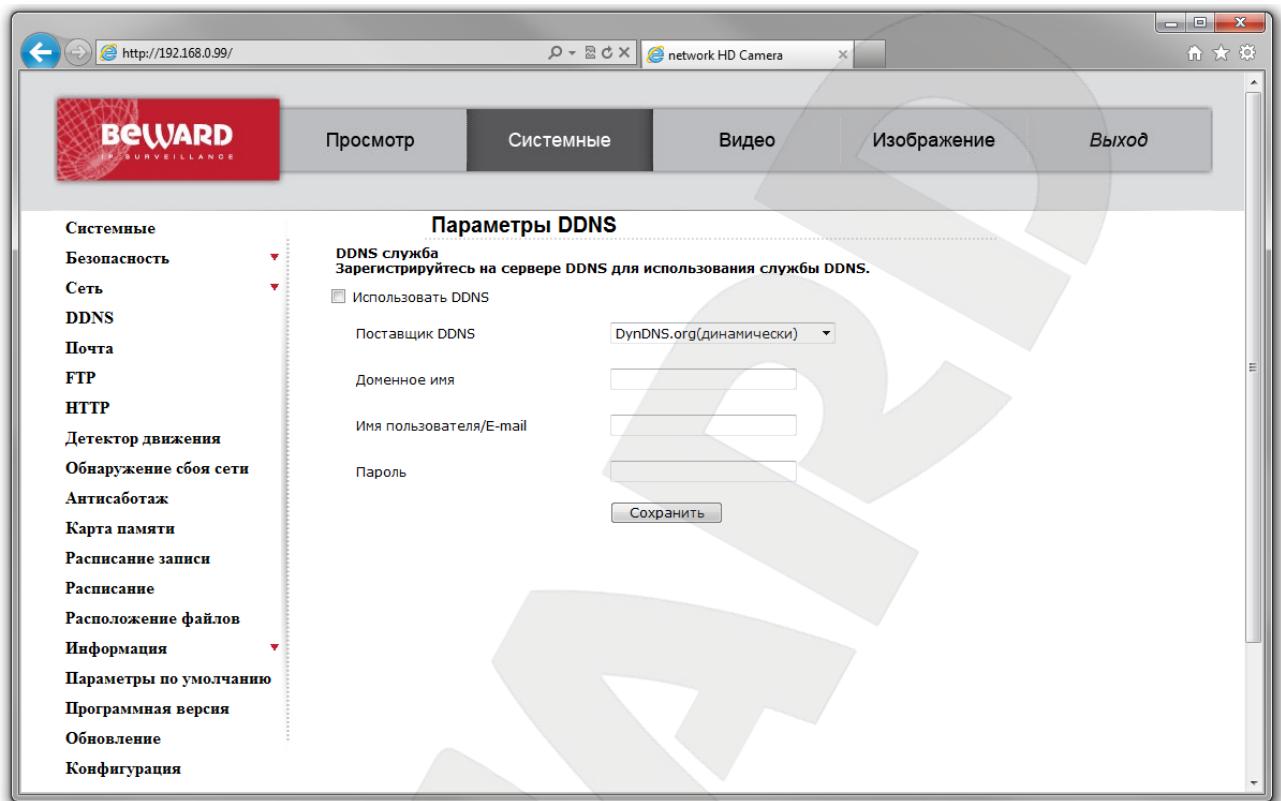 http://192.168.0.99/
network HD Camera
BEWARD
IP SURVEILLANCE
Просмотр
Системные
Видео
Изображение
Выход
Системные
Безопасность
Сеть
DDNS
Почта
FTP
HTTP
Детектор движения
Обнаружение сбоя сети
Антисаботаж
Карта памяти
Расписание записи
Расписание
Расположение файлов
Информация
Параметры по умолчанию
Программная версия
Обновление
Конфигурация
Параметры DDNS
DDNS служба
Зарегистрируйтесь на сервере DDNS для использования службы DDNS.
Использовать DDNS
Поставщик DDNS
DynDNS.org(динамически)
Доменное имя
Имя пользователя/E-mail
Пароль
Сохранить